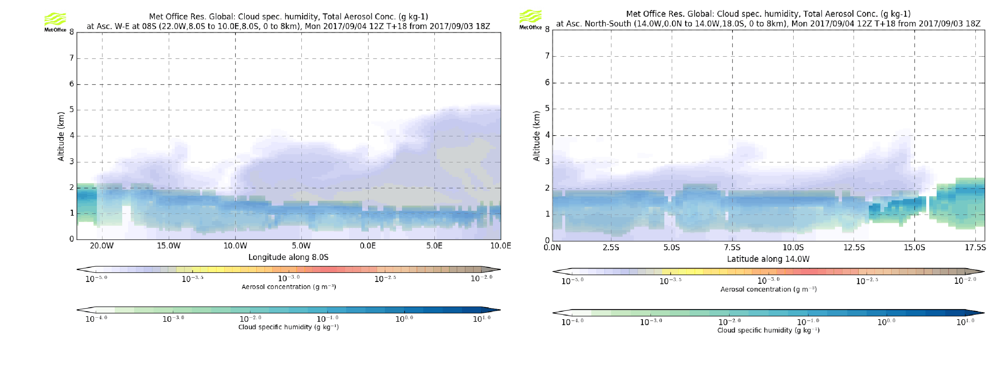 Met Office
Met Office Res. Global: Cloud spec. humidity, Total Aerosol Conc. (g kg-1)
at Asc. W-E at 08S (22.0W,8.0S to 10.0E,8.0S, 0 to 8km), Mon 2017/09/04 12Z T+18 from 2017/09/03 18Z
8
7
6
5
4
3
2
1
0
Altitude (km)
20.0W 15.0W 10.0W 5.0W 0.0E 5.0E 10.0E
Longitude along 8.0S
10^-5.0 10^-3.5 10^-3.0 10^-2.5 10^-2.0
Aerosol concentration (g m^-3)
10^-4.0 10^-3.0 10^-2.0 10^-1.0 10^0.0 10^1.0
Cloud specific humidity (g kg^-1)
Met Office
Met Office Res. Global: Cloud spec. humidity, Total Aerosol Conc. (g kg-1)
at Asc. North-South (14.0W,0.0N to 14.0W,18.0S, 0 to 8km), Mon 2017/09/04 12Z T+18 from 2017/09/03 18Z
8
7
6
5
4
3
2
1
0
Altitude (km)
0.0N 2.5S 5.0S 7.5S 10.0S 12.5S 15.0S 17.5S
Latitude along 14.0W
10^-5.0 10^-3.5 10^-3.0 10^-2.5 10^-2.0
Aerosol concentration (g m^-3)
10^-4.0 10^-3.0 10^-2.0 10^-1.0 10^0.0 10^1.0
Cloud specific humidity (g kg^-1)